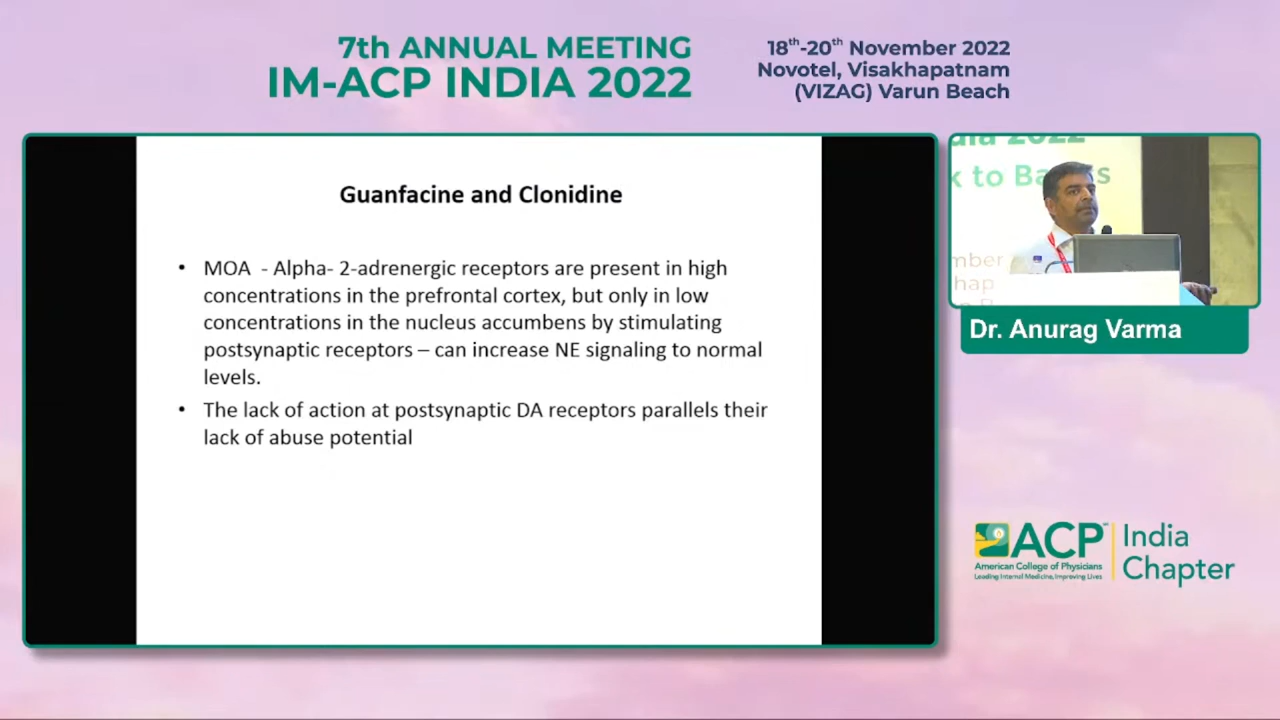 7th ANNUAL MEETING
IM-ACP INDIA 2022
18th-20th November 2022
Novotel, Visakhapatnam
(VIZAG) Varun Beach
Guanfacine and Clonidine
• MOA - Alpha- 2-adrenergic receptors are present in high
concentrations in the prefrontal cortex, but only in low
concentrations in the nucleus accumbens by stimulating
postsynaptic receptors – can increase NE signaling to normal
levels.
• The lack of action at postsynaptic DA receptors parallels their
lack of abuse potential
2022
to
Dr. Anurag Varma
ACP
American College of Physicians
Leading Internal Medicine, Improving Lives
India
Chapter